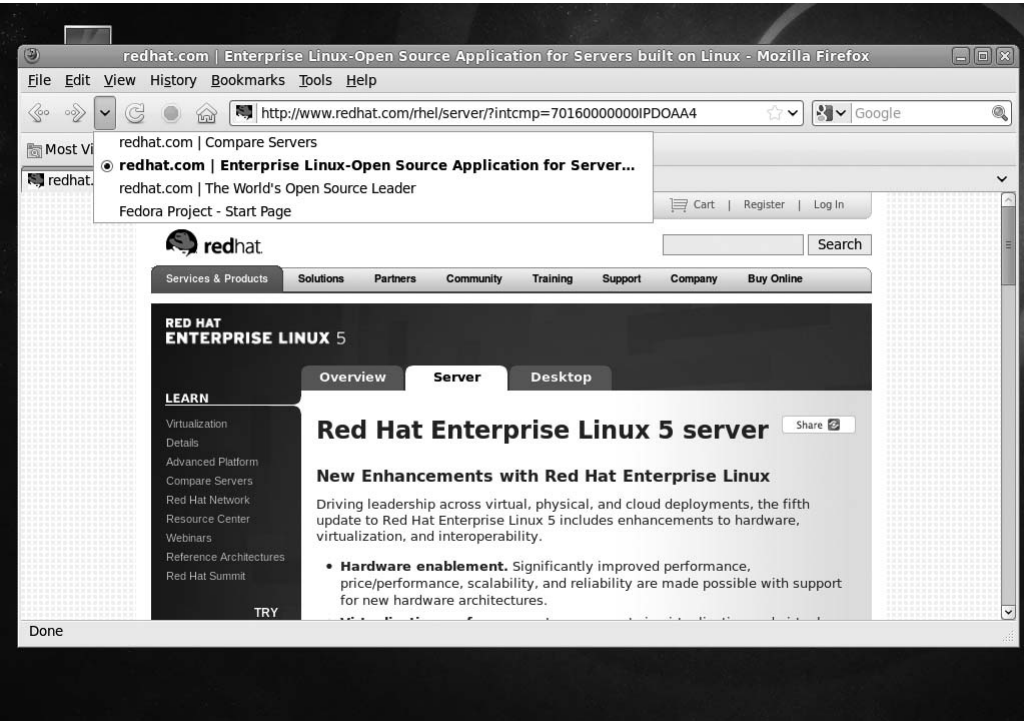 redhat.com | Enterprise Linux-Open Source Application for Servers built on Linux - Mozilla Firefox
File Edit View History Bookmarks Tools Help
http://www.redhat.com/rhel/server/?intcmp=70160000000IPDOAA4
Google
Most Vi
redhat.com | Compare Servers
redhat.com | Enterprise Linux-Open Source Application for Server...
redhat.com | The World's Open Source Leader
Fedora Project - Start Page
redhat.
Cart | Register | Log In
redhat.
Search
Services & Products Solutions Partners Community Training Support Company Buy Online
RED HAT
ENTERPRISE LINUX 5
Overview Server Desktop
LEARN
Virtualization
Details
Advanced Platform
Compare Servers
Red Hat Network
Resource Center
Webinars
Reference Architectures
Red Hat Summit
TRY
Red Hat Enterprise Linux 5 server
Share
New Enhancements with Red Hat Enterprise Linux
Driving leadership across virtual, physical, and cloud deployments, the fifth
update to Red Hat Enterprise Linux 5 includes enhancements to hardware,
virtualization, and interoperability.
• Hardware enablement. Significantly improved performance,
price/performance, scalability, and reliability are made possible with support
for new hardware architectures.
Done